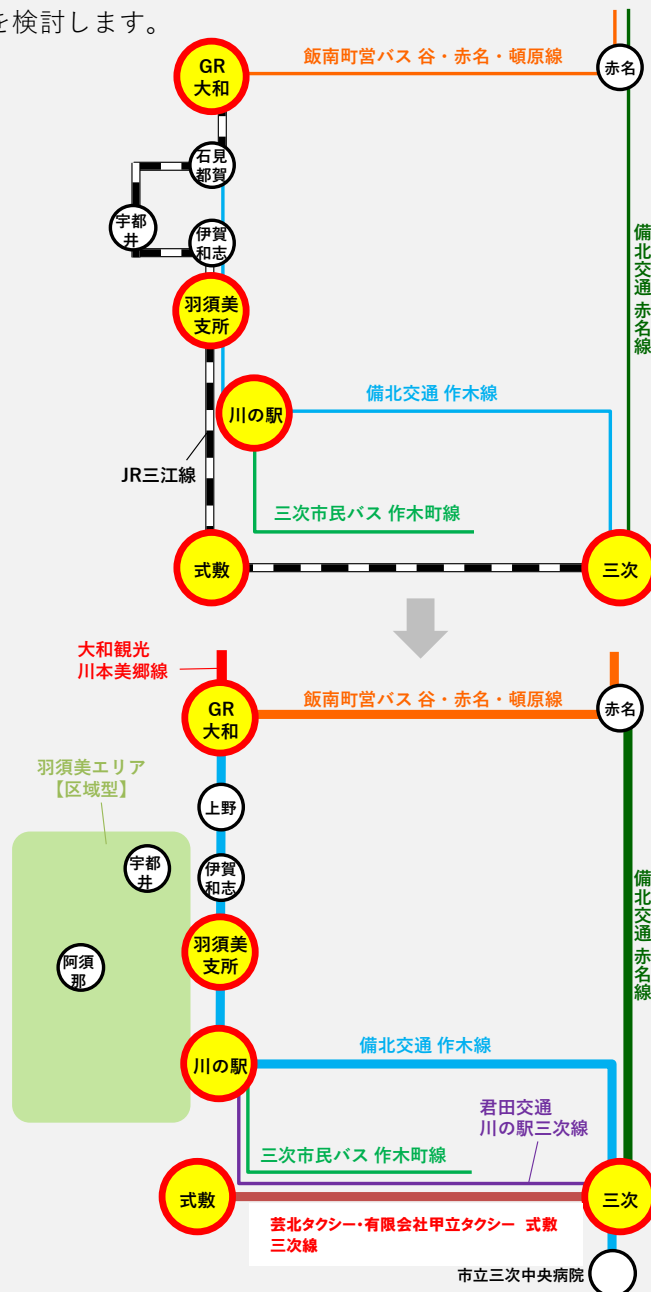 を検討します。
飯南町営バス 谷・赤名・頓原線
GR
大和
赤名
石見
都賀
宇都
井
伊賀
和志
備北交通 赤名線
羽須美
支所
備北交通 作木線
川の駅
JR三江線
三次市民バス 作木町線
式敷
三次
大和観光
川本美郷線
飯南町営バス 谷・赤名・頓原線
GR
大和
赤名
羽須美エリア
【区域型】
上野
宇都
井
伊賀
和志
備北交通 赤名線
羽須美
支所
阿須
那
備北交通 作木線
川の駅
君田交通
川の駅三次線
三次市民バス 作木町線
式敷
三次
芸北タクシー・有限会社甲立タクシー 式敷
三次線
市立三次中央病院